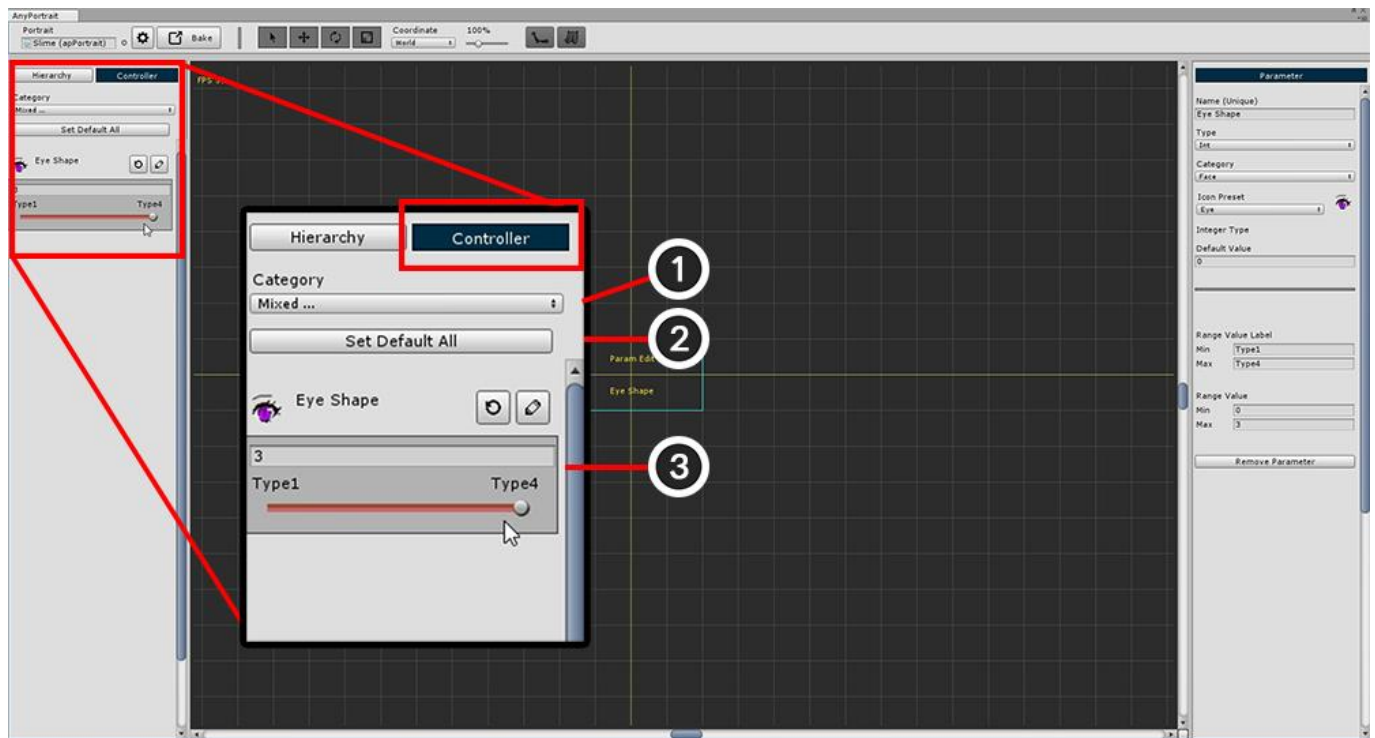 AnyPortrait
Portrait
Slime (apPortrait)
Bake
Coordinate
World
100%
Hierarchy
Controller
Category
Mixed ...
Set Default All
Eye Shape
3
Type1
Type4
FPS
Hierarchy
Controller
Category
Mixed ...
Set Default All
Eye Shape
3
Type1
Type4
1
2
3
Param Edit
Eye Shape
Parameter
Name (Unique)
Eye Shape
Type
Int
Category
Face
Icon Preset
Eye
Integer Type
Default Value
0
Range Value Label
Min Type1
Max Type4
Range Value
Min 0
Max 3
Remove Parameter